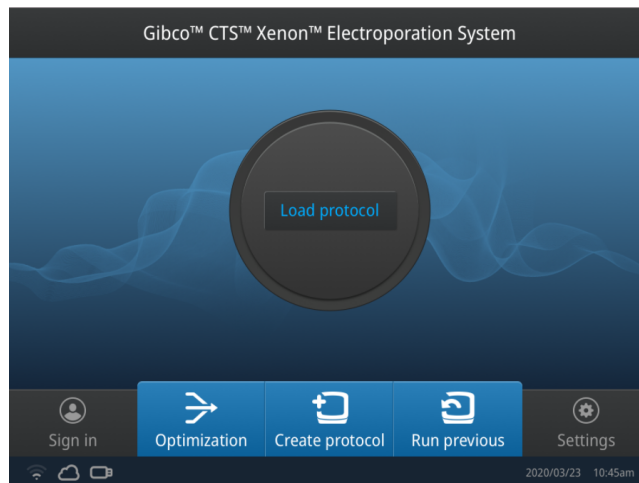 Gibco™ CTS™ Xenon™ Electroporation System
Load protocol
Sign in
Optimization
Create protocol
Run previous
Settings
2020/03/23 10:45am